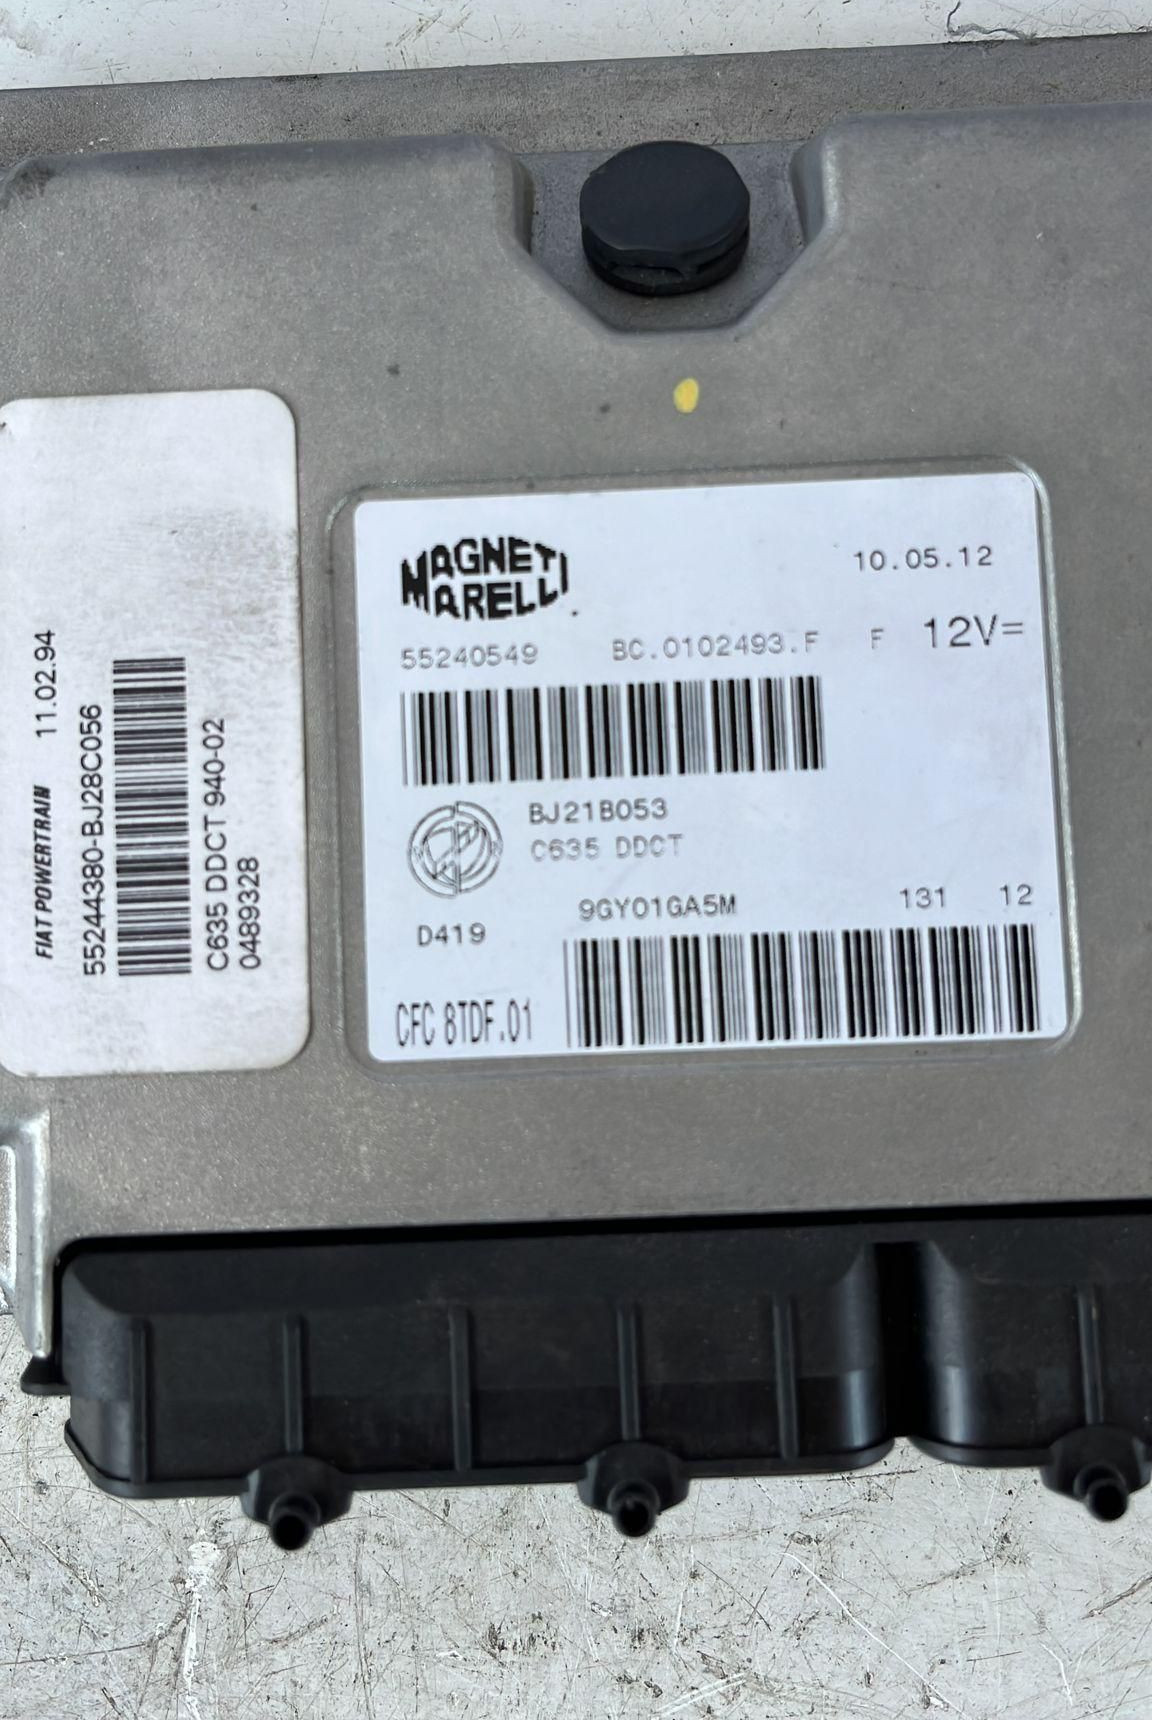 FIAT POWERTRAIN 11.02.94
55244380-BJ28C056
C635 DDCT 940-02
0489328
MAGNETI
MARELLI
10.05.12
55240549 BC.0102493.F F 12V=
BJ21B053
C635 DDCT
9GY01GA5M 131 12
D419
CFC 8TDF.01